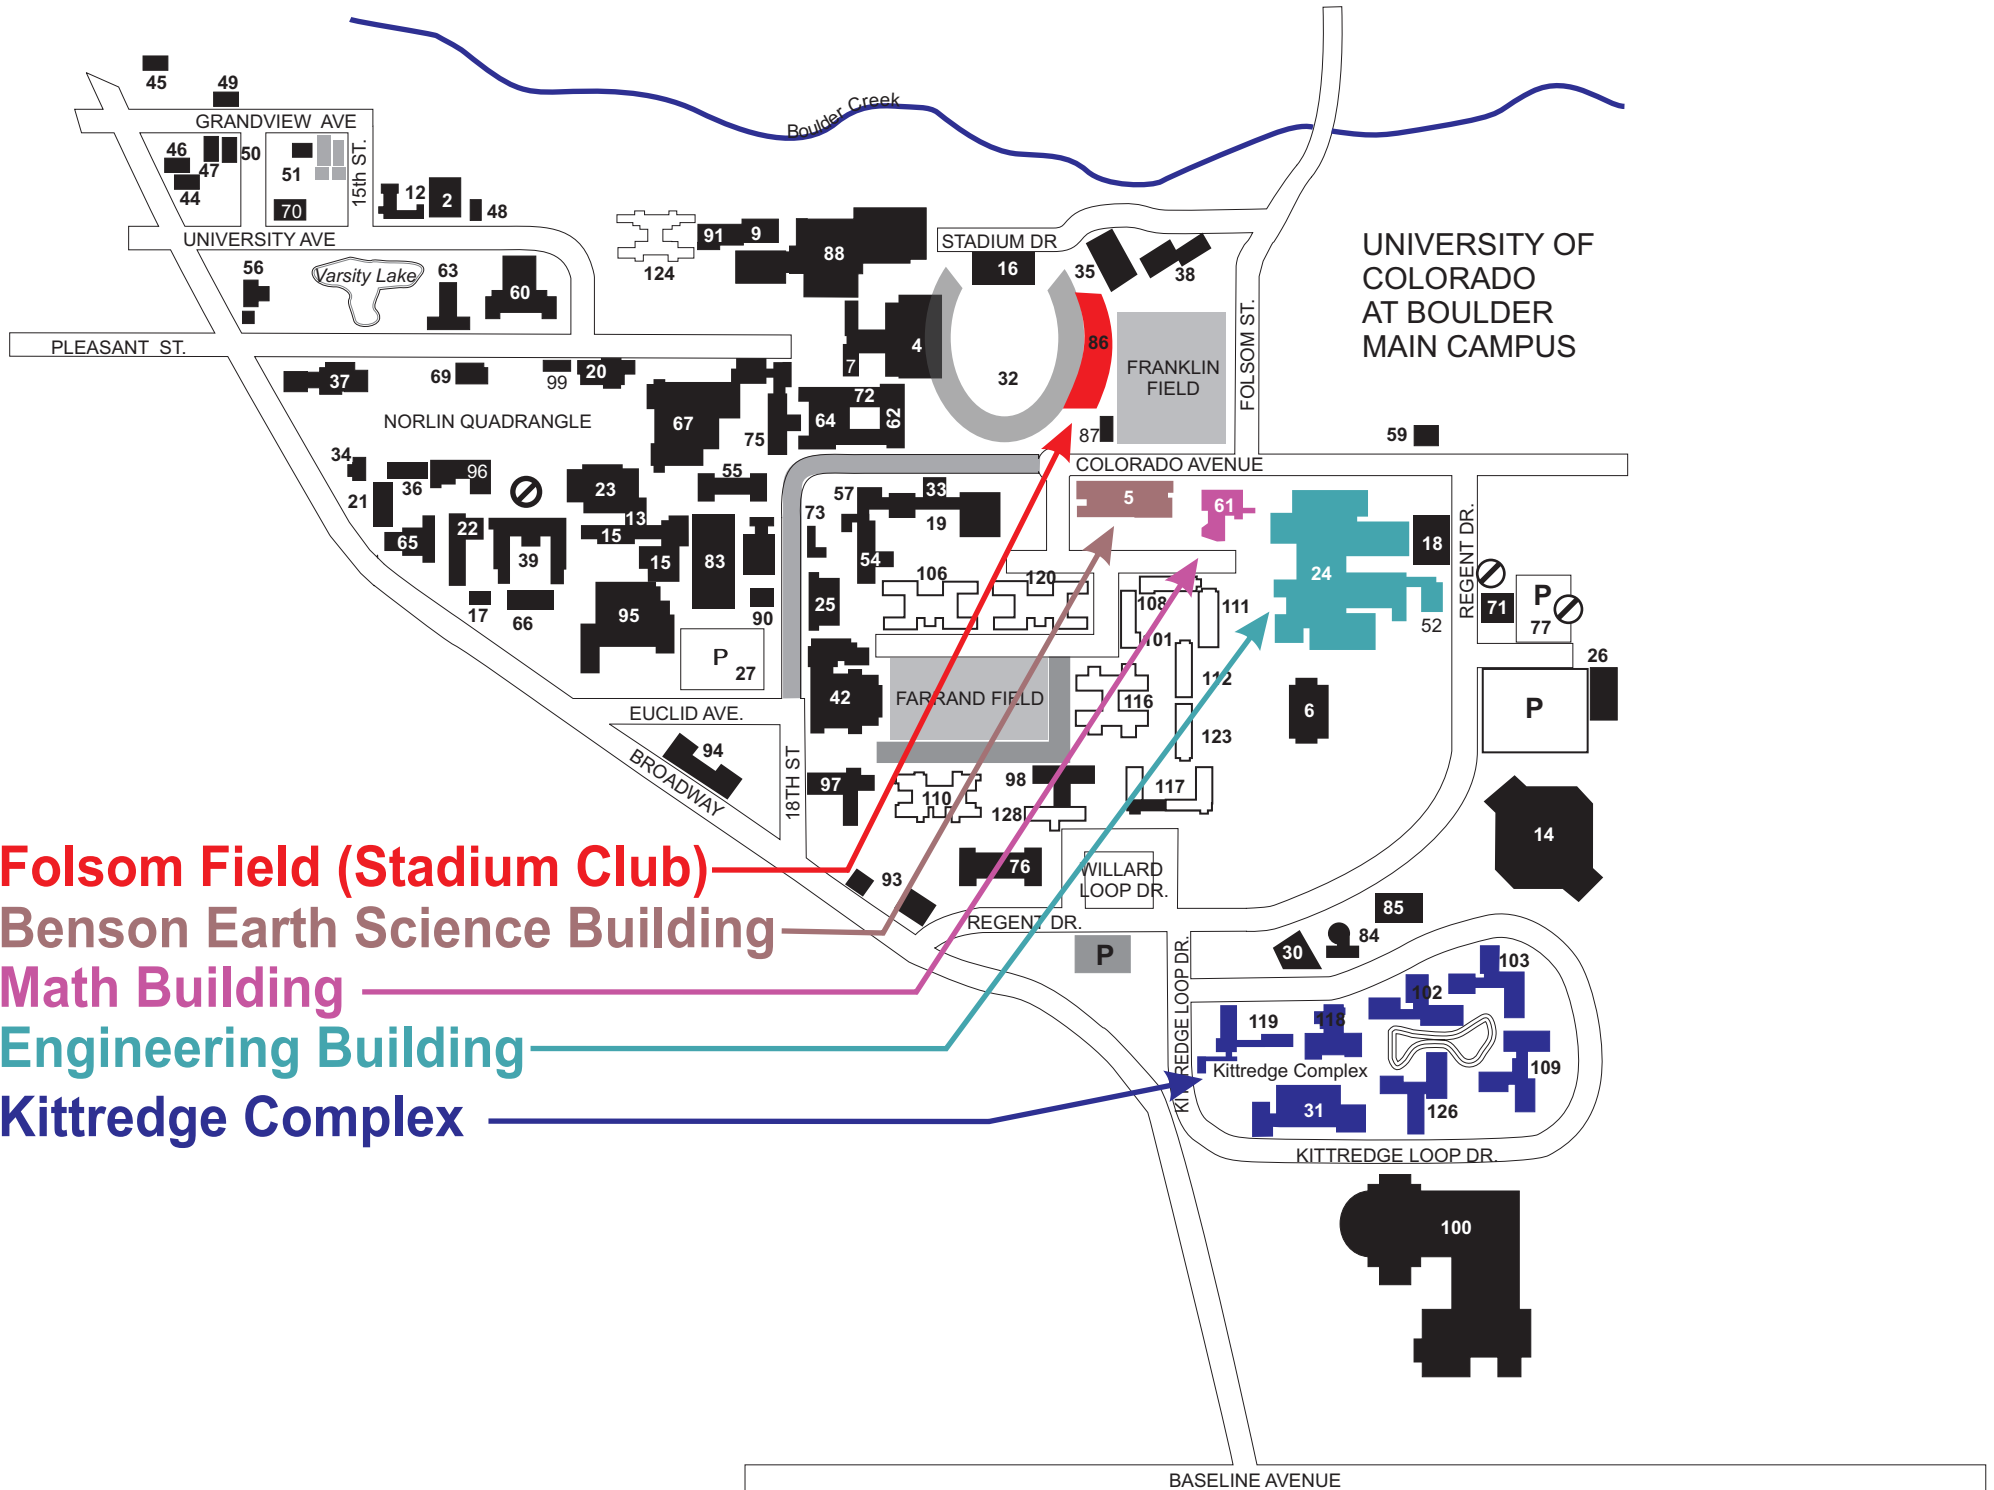 45
49
GRANDVIEW AVE
46
47
50
44
51
15th ST.
70
12
2
48
UNIVERSITY AVE
Boulder Creek
56
Varsity Lake
63
60
124
91
9
88
STADIUM DR
16
35
38
UNIVERSITY OF
COLORADO
AT BOULDER
MAIN CAMPUS
PLEASANT ST.
37
69
99
20
7
4
32
86
FRANKLIN
FIELD
FOLSOM ST.
NORLIN QUADRANGLE
67
75
64
72
62
87
59
COLORADO AVENUE
34
36
96
21
23
55
57
33
19
73
5
61
24
18
REGENT DR.
65
22
39
13
15
15
83
54
17
66
95
90
25
106
120
108
111
101
52
71
P
77
P
27
42
FARRAND FIELD
116
112
123
6
26
P
EUCLID AVE.
94
BROADWAY
18TH ST
97
110
98
128
117
14
93
76
WILLARD
LOOP DR.
REGENT DR.
P
85
84
30
KITTREDGE LOOP DR.
103
102
119
118
109
Kittredge Complex
31
126
KITTREDGE LOOP DR.
100
BASELINE AVENUE
Folsom Field (Stadium Club)
Benson Earth Science Building
Math Building
Engineering Building
Kittredge Complex